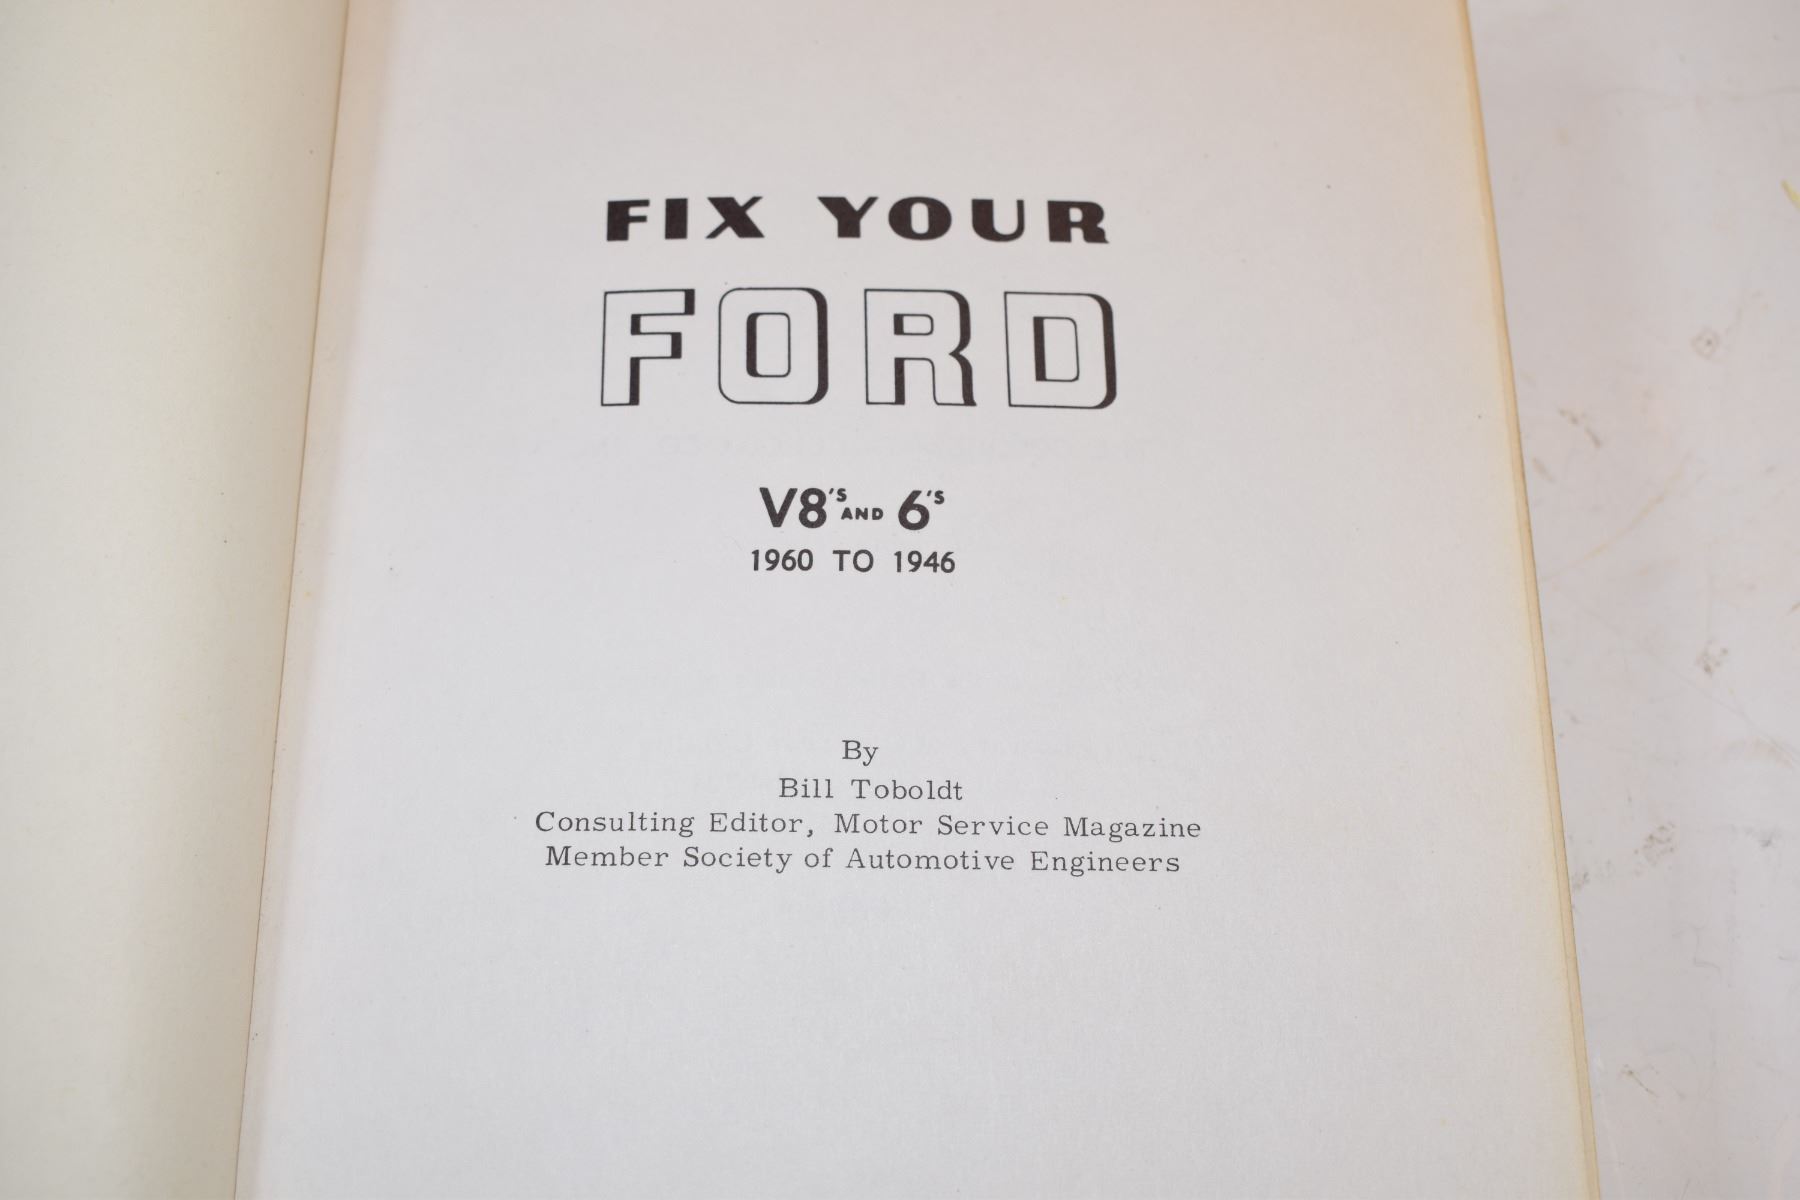 FIX YOUR
FORD
V8'S AND 6'S
1960 TO 1946
By
Bill Toboldt
Consulting Editor, Motor Service Magazine
Member Society of Automotive Engineers